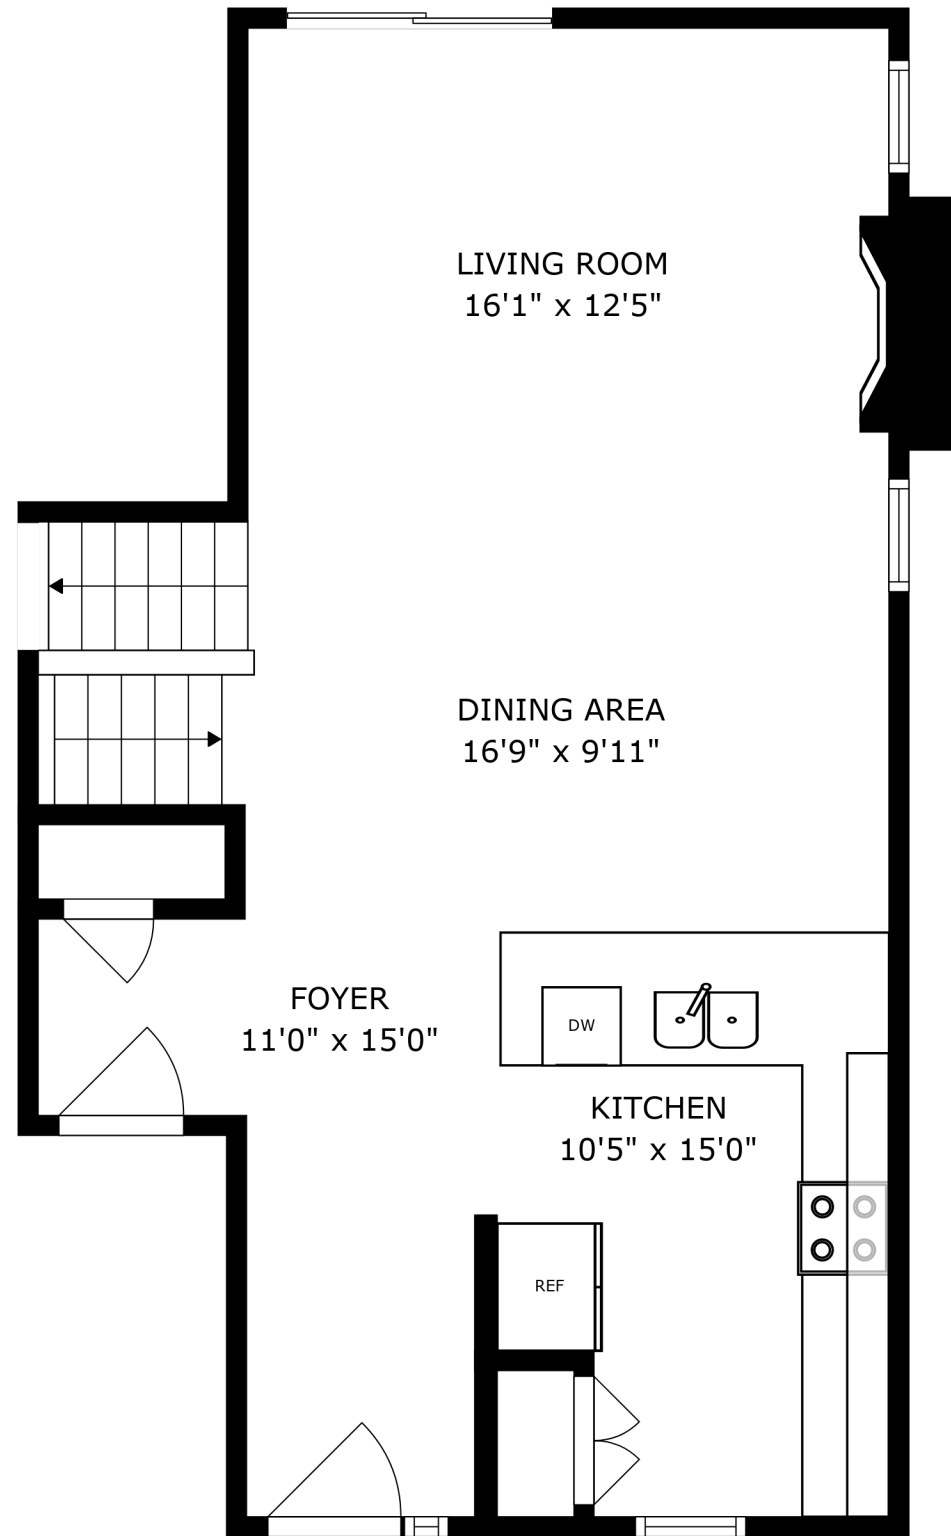 LIVING ROOM
16'1" x 12'5"
DINING AREA
16'9" x 9'11"
FOYER
11'0" x 15'0"
DW
KITCHEN
10'5" x 15'0"
REF